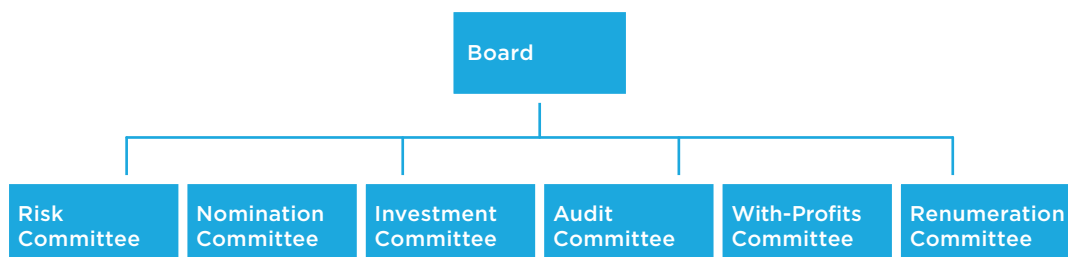 Board
Risk
Committee
Nomination
Committee
Investment
Committee
Audit
Committee
With-Profits
Committee
Renumeration
Committee